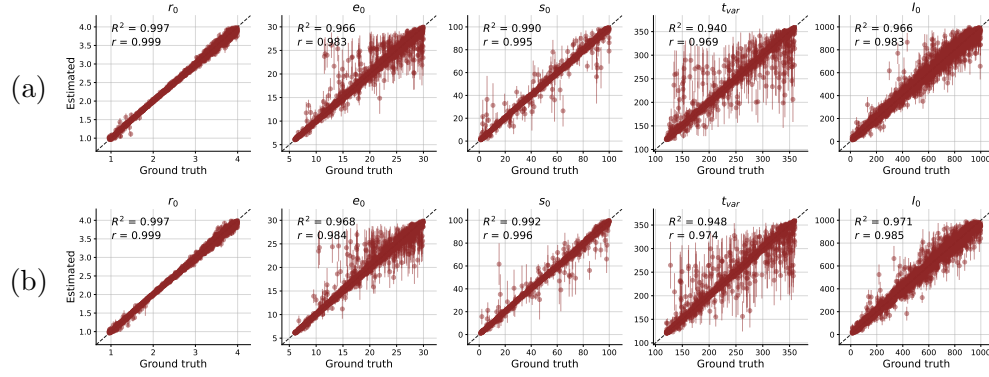 (a)
r₀
R² = 0.997
r = 0.999
4.0
3.5
3.0
2.5
2.0
1.5
1.0
1 2 3 4
Estimated
Ground truth
e₀
R² = 0.966
r = 0.983
30
25
20
15
10
5
5 10 15 20 25 30
Ground truth
s₀
R² = 0.990
r = 0.995
100
80
60
40
20
0
0 20 40 60 80 100
Ground truth
t_var
R² = 0.940
r = 0.969
350
300
250
200
150
100
100 150 200 250 300 350
Ground truth
I₀
R² = 0.966
r = 0.983
1000
800
600
400
200
0
0 200 400 600 800 1000
Ground truth
(b)
r₀
R² = 0.997
r = 0.999
4.0
3.5
3.0
2.5
2.0
1.5
1.0
1 2 3 4
Estimated
Ground truth
e₀
R² = 0.968
r = 0.984
30
25
20
15
10
5
5 10 15 20 25 30
Ground truth
s₀
R² = 0.992
r = 0.996
100
80
60
40
20
0
0 20 40 60 80 100
Ground truth
t_var
R² = 0.948
r = 0.974
350
300
250
200
150
100
100 150 200 250 300 350
Ground truth
I₀
R² = 0.971
r = 0.985
1000
800
600
400
200
0
0 200 400 600 800 1000
Ground truth